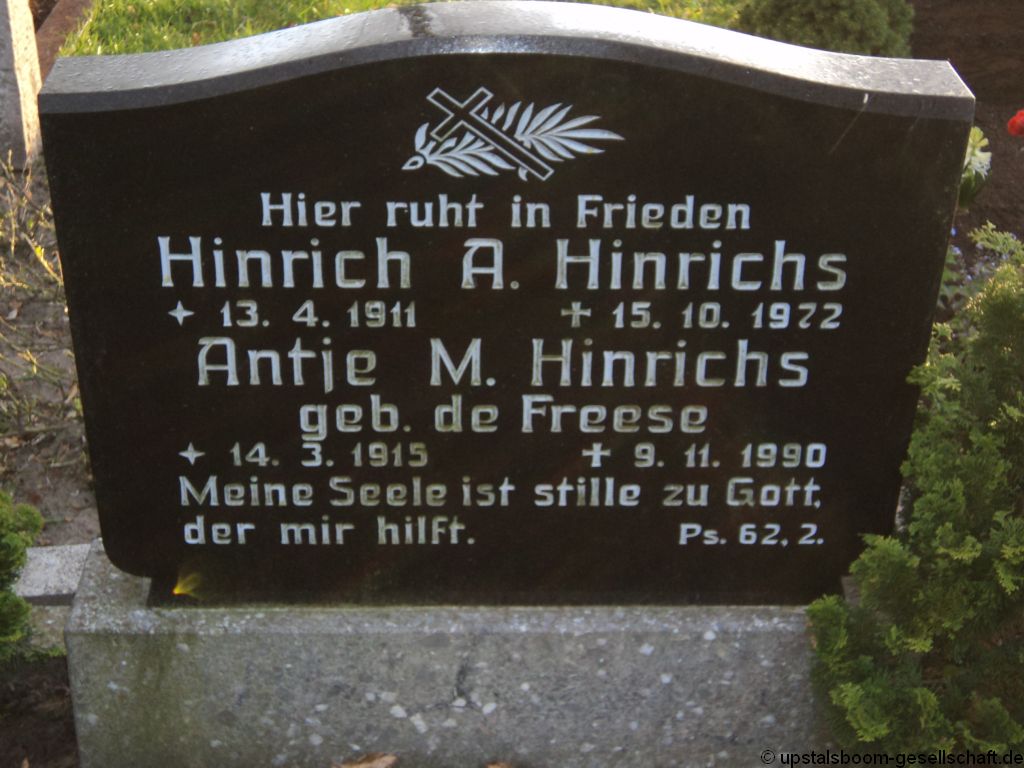 Hier ruht in Frieden
Hinrich A. Hinrichs
✦ 13. 4. 1911 ✝ 15. 10. 1972
Antje M. Hinrichs
geb. de Freese
✦ 14. 3. 1915 ✝ 9. 11. 1990
Meine Seele ist stille zu Gott,
der mir hilft. Ps. 62, 2.
© upstalsboom-gesellschaft.de